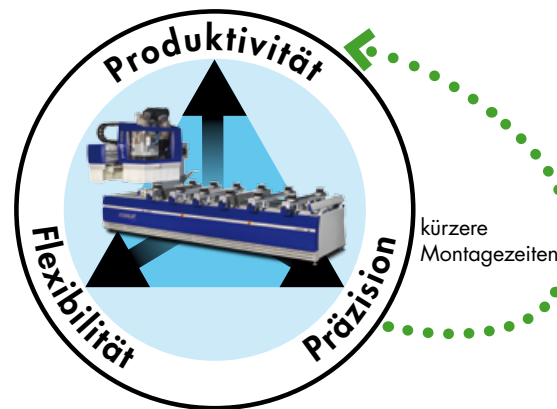 Produktivität
Flexibilität
Präzision
kürzere
Montagezeiten